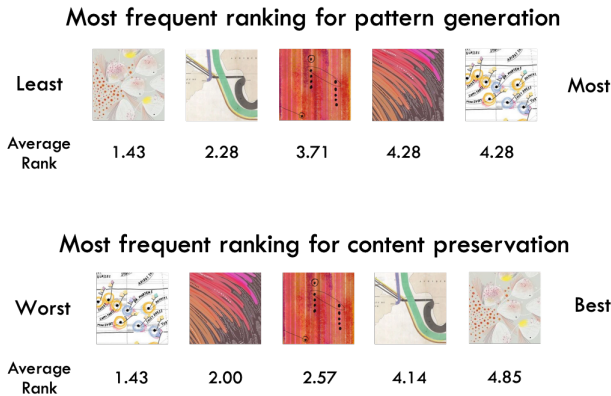 Most frequent ranking for pattern generation
Least
Most
Average
Rank
1.43
2.28
3.71
4.28
4.28
Most frequent ranking for content preservation
Worst
Best
Average
Rank
1.43
2.00
2.57
4.14
4.85